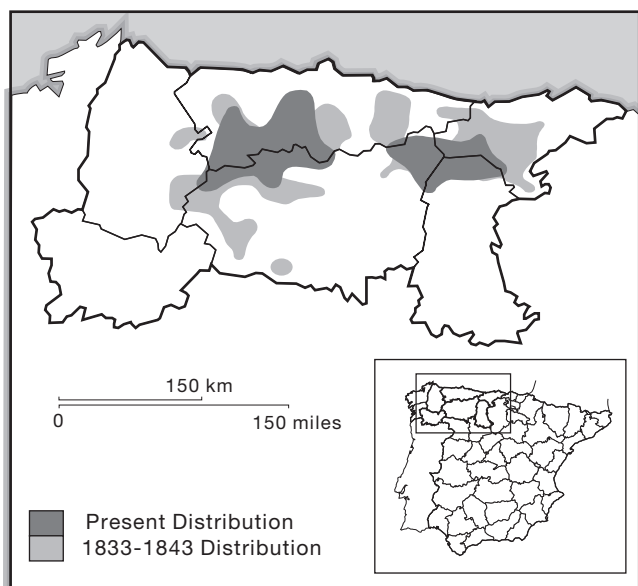 150 km
0
150 miles
Present Distribution
1833-1843 Distribution